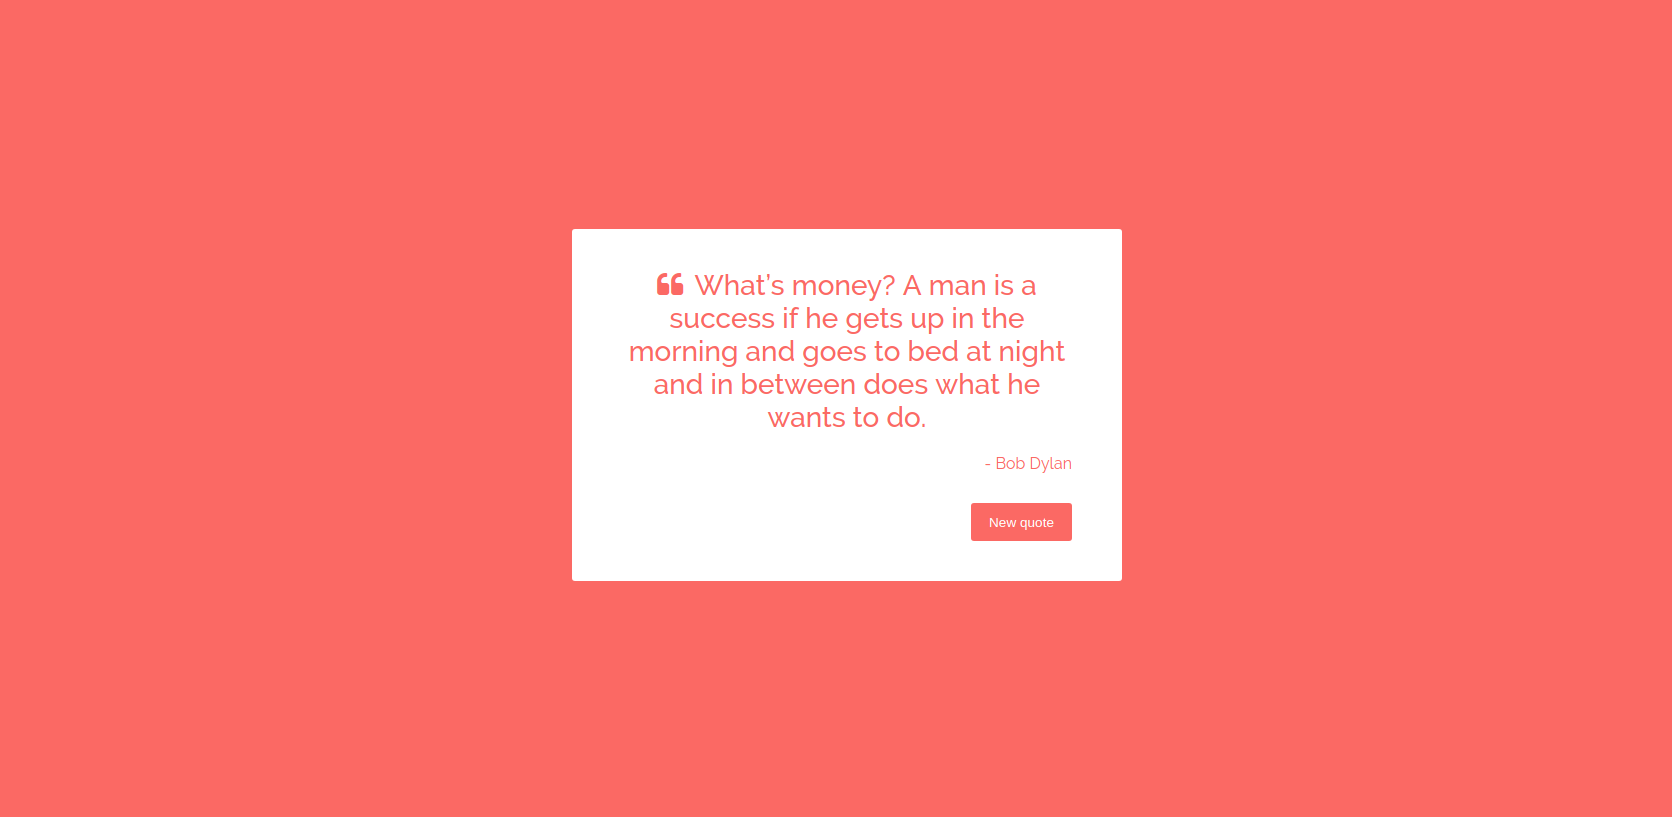 ❝ What’s money? A man is a
success if he gets up in the
morning and goes to bed at night
and in between does what he
wants to do.
- Bob Dylan
New quote